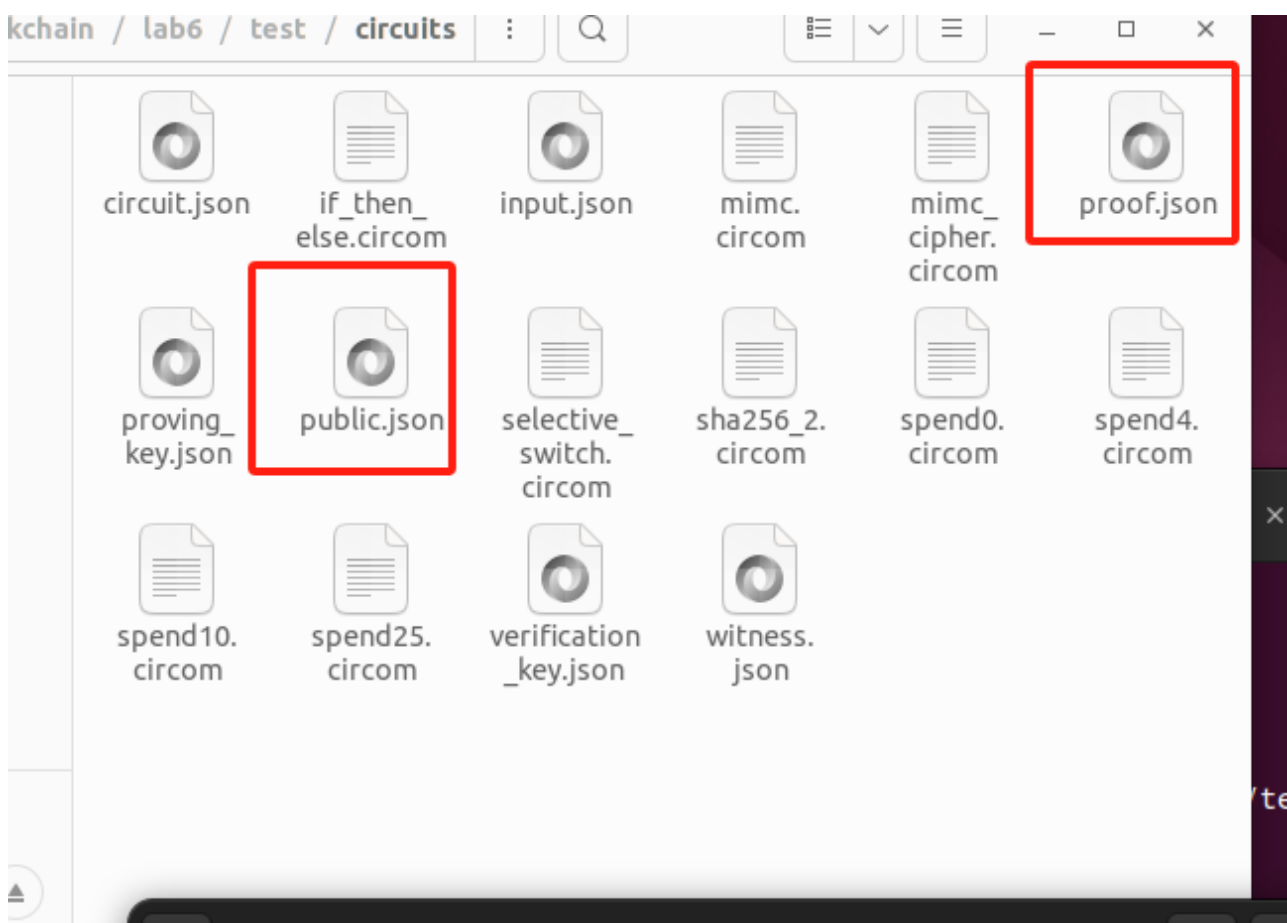 kchain / lab6 / test / circuits
circuit.json
if_then_
else.circom
input.json
mimc.
circom
mimc_
cipher.
circom
proof.json
proving_
key.json
public.json
selective_
switch.
circom
sha256_2.
circom
spend0.
circom
spend4.
circom
spend10.
circom
spend25.
circom
verification
_key.json
witness.
json
/te